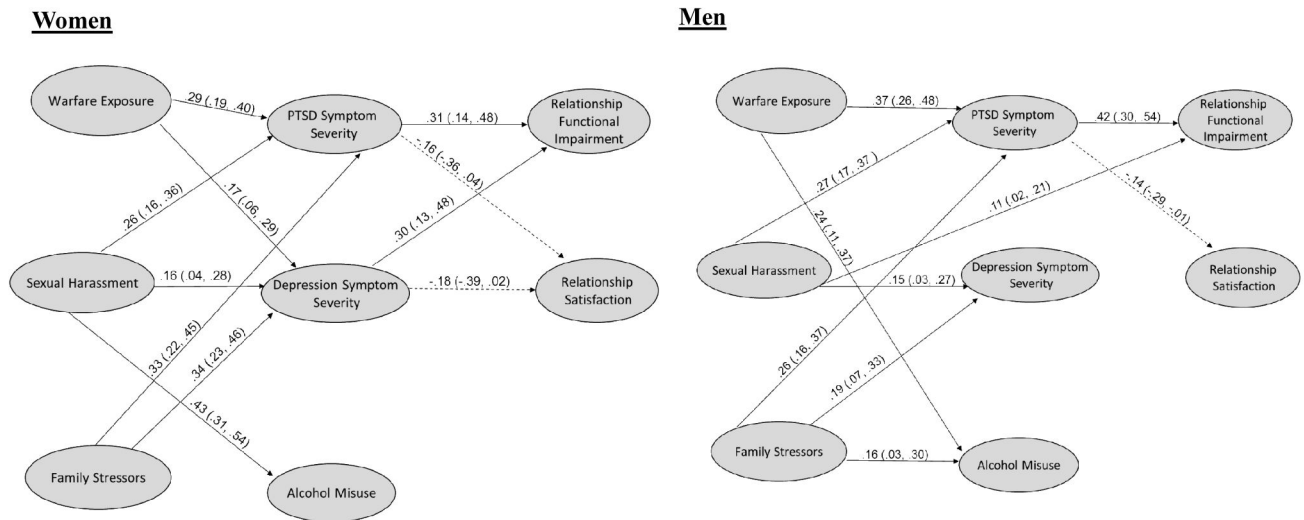 Women
Warfare Exposure
.29 (.19, .40)
PTSD Symptom
Severity
.31 (.14, .48)
Relationship
Functional
Impairment
-.16 (-.36, .04)
.17 (.06, .29)
.26 (.16, .36)
.30 (.13, .48)
Sexual Harassment
.16 (.04, .28)
Depression Symptom
Severity
-.18 (-.39, .02)
Relationship
Satisfaction
.33 (.22, .45)
.34 (.23, .46)
.43 (.31, .54)
Family Stressors
Alcohol Misuse
Men
Warfare Exposure
.37 (.26, .48)
PTSD Symptom
Severity
.42 (.30, .54)
Relationship
Functional
Impairment
-.14 (-.29, -.01)
.27 (.17, .37)
.11 (.02, .21)
.24 (.11, .37)
Sexual Harassment
.15 (.03, .27)
Depression Symptom
Severity
Relationship
Satisfaction
.26 (.16, .37)
.19 (.07, .33)
Family Stressors
.16 (.03, .30)
Alcohol Misuse